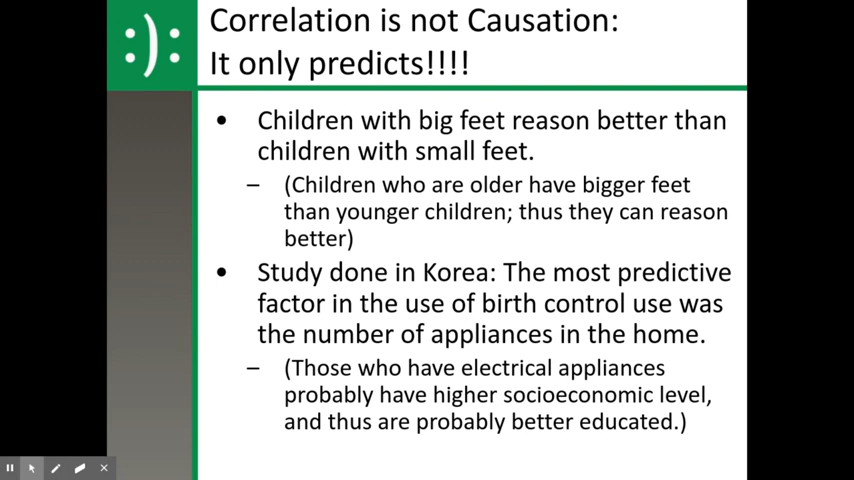 Correlation is not Causation:
It only predicts!!!!
:):
• Children with big feet reason better than
children with small feet.
– (Children who are older have bigger feet
than younger children; thus they can reason
better)
• Study done in Korea: The most predictive
factor in the use of birth control use was
the number of appliances in the home.
– (Those who have electrical appliances
probably have higher socioeconomic level,
and thus are probably better educated.)